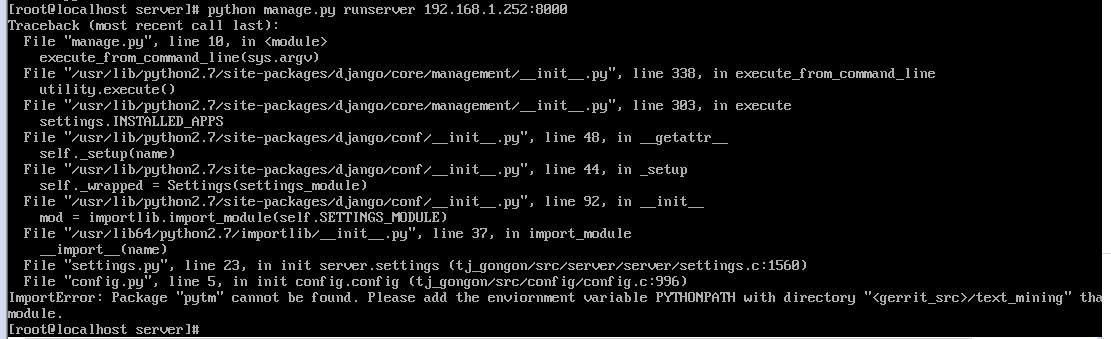 [root@localhost server]# python manage.py runserver 192.168.1.252:8000
Traceback (most recent call last):
  File "manage.py", line 10, in <module>
    execute_from_command_line(sys.argv)
  File "/usr/lib/python2.7/site-packages/django/core/management/__init__.py", line 338, in execute_from_command_line
    utility.execute()
  File "/usr/lib/python2.7/site-packages/django/core/management/__init__.py", line 303, in execute
    settings.INSTALLED_APPS
  File "/usr/lib/python2.7/site-packages/django/conf/__init__.py", line 48, in __getattr__
    self._setup(name)
  File "/usr/lib/python2.7/site-packages/django/conf/__init__.py", line 44, in _setup
    self._wrapped = Settings(settings_module)
  File "/usr/lib/python2.7/site-packages/django/conf/__init__.py", line 92, in __init__
    mod = importlib.import_module(self.SETTINGS_MODULE)
  File "/usr/lib64/python2.7/importlib/__init__.py", line 37, in import_module
    __import__(name)
  File "settings.py", line 23, in init server.settings (tj_gongon/src/server/server/settings.c:1560)
  File "config.py", line 5, in init config.config (tj_gongon/src/config/config.c:996)
ImportError: Package "pytm" cannot be found. Please add the enviornment variable PYTHONPATH with directory "<gerrit_src>/text_mining" tha
module.
[root@localhost server]#